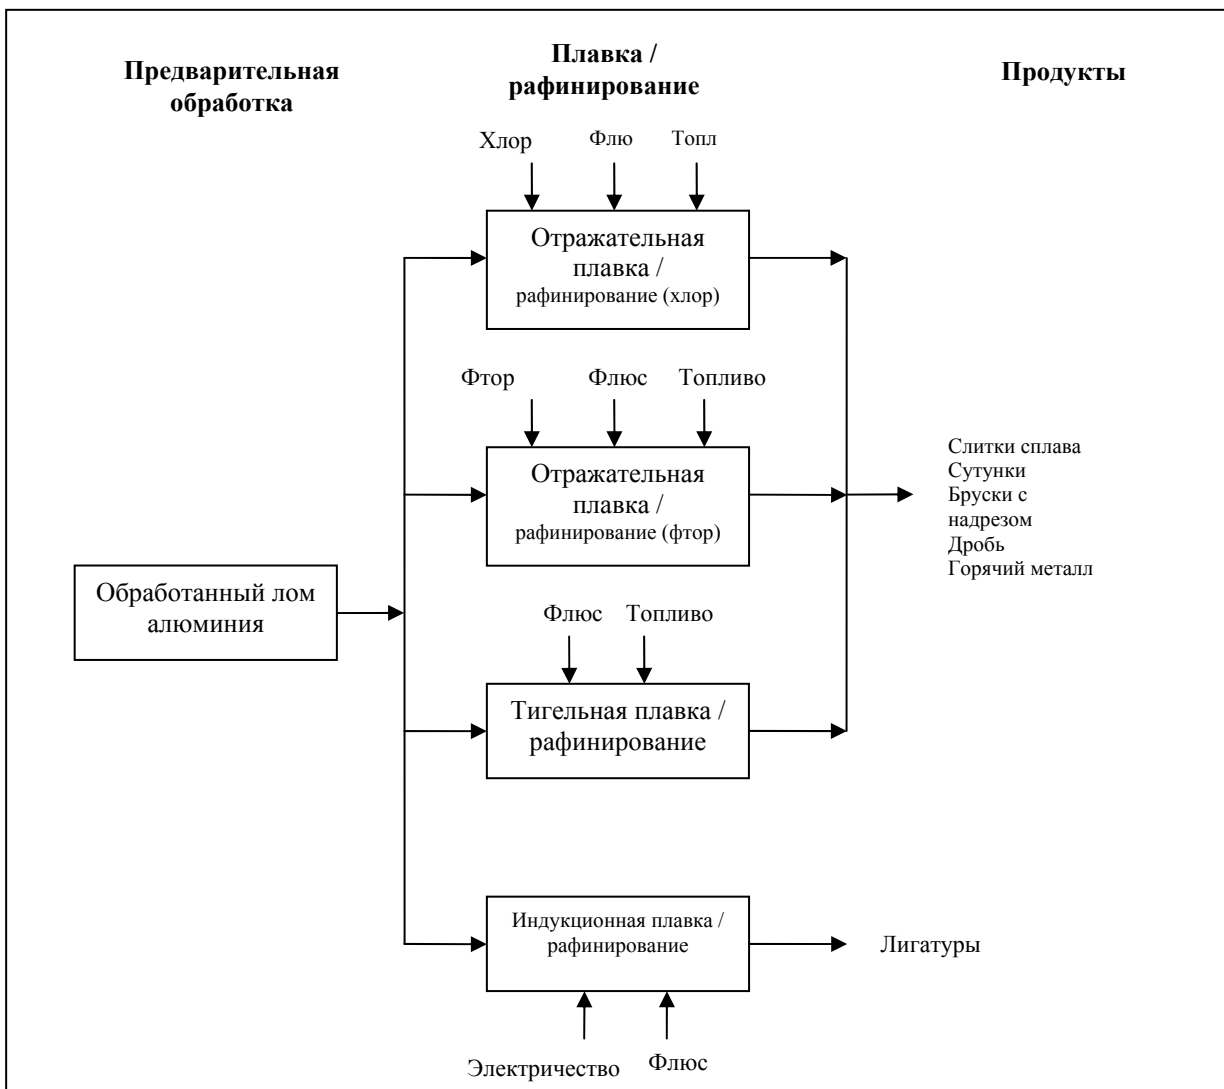 Предварительная
обработка
Плавка /
рафинирование
Продукты
Хлор
Флю
Топл
Отражательная
плавка /
рафинирование (хлор)
Фтор
Флюс
Топливо
Отражательная
плавка /
рафинирование (фтор)
Слитки сплава
Сутунки
Бруски с
надрезом
Дробь
Горячий металл
Обработанный лом
алюминия
Флюс
Топливо
Тигельная плавка /
рафинирование
Индукционная плавка /
рафинирование
Лигатуры
Электричество
Флюс